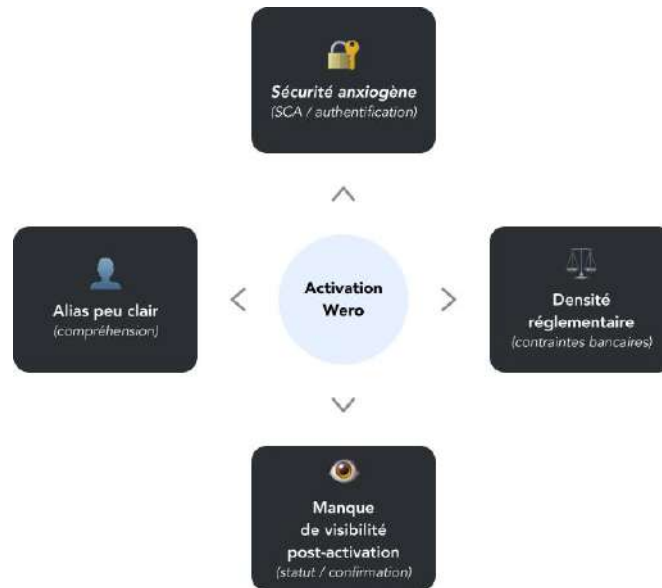 Sécurité anxiogène
(SCA / authentification)
Alias peu clair
(compréhension)
Activation
Wero
Densité
réglementaire
(contraintes bancaires)
Manque
de visibilité
post-activation
(statut / confirmation)